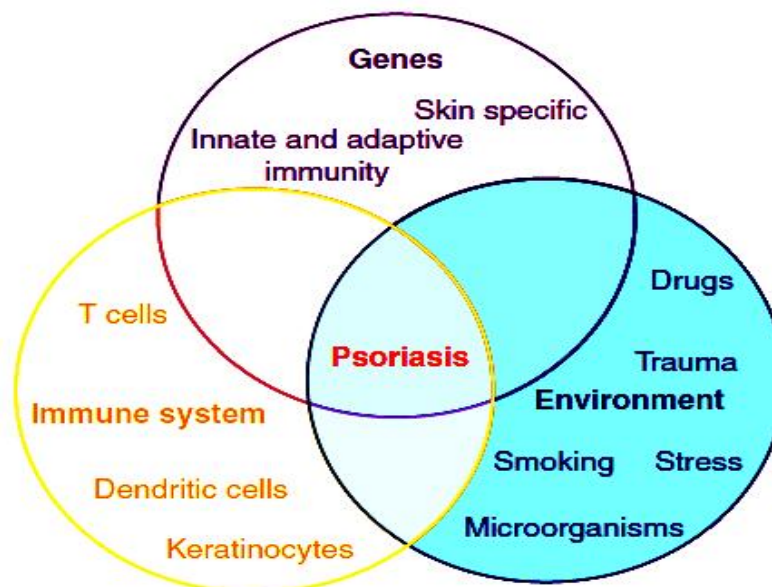 Genes
Skin specific
Innate and adaptive
immunity
T cells
Immune system
Dendritic cells
Keratinocytes
Psoriasis
Drugs
Trauma
Environment
Smoking Stress
Microorganisms